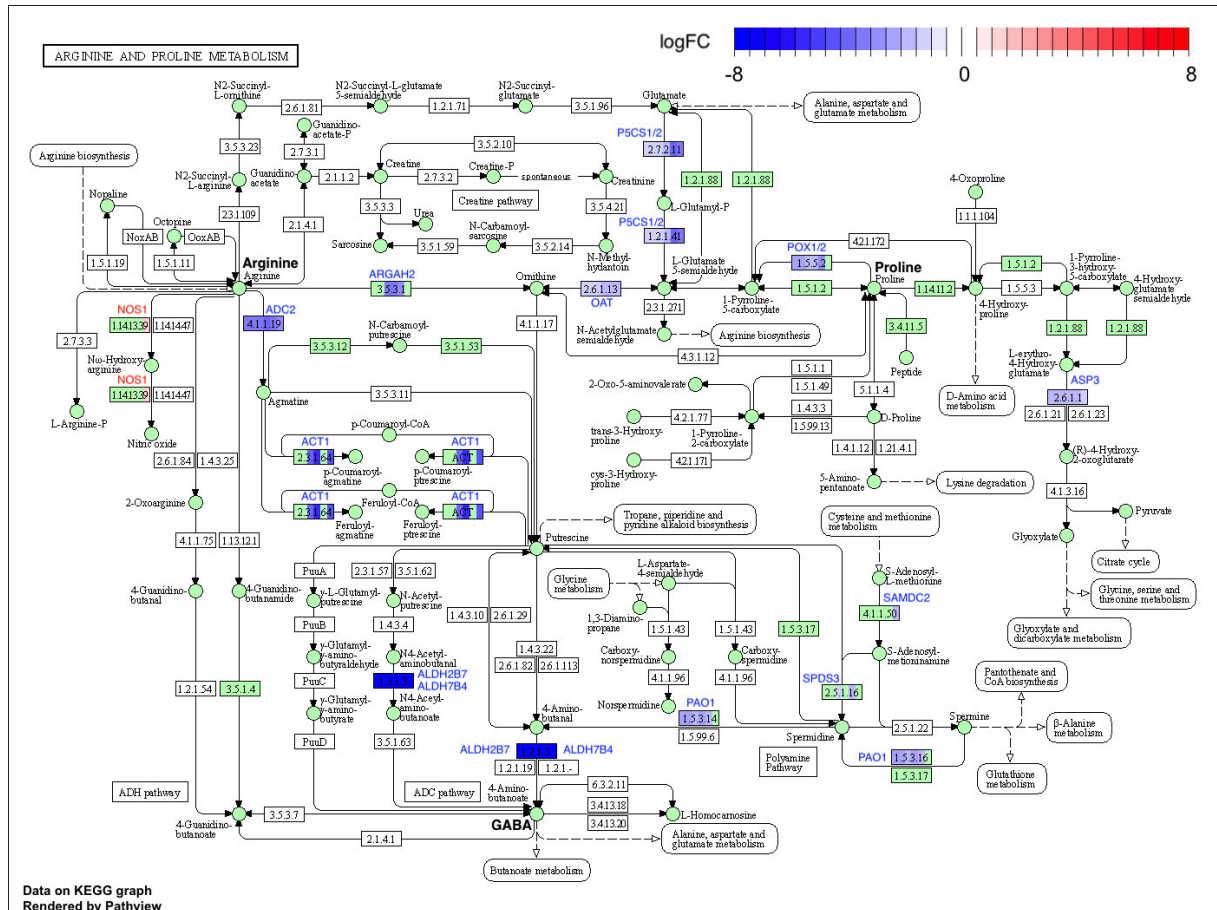 logFC
-8
0
8
ARGININE AND PROLINE METABOLISM
N2-Succinyl-
L-ornithine
2.6.1.81
N2-Succinyl-L-glutamate
5-semialdehyde
1.2.1.71
N2-Succinyl-
glutamate
3.5.1.96
Glutamate
Alanine, aspartate and
glutamate metabolism
Guanidino-
acetate-P
3.5.3.23
2.7.3.1
3.5.2.10
P5CS1/2
2.7.2.11
Arginine biosynthesis
N2-Succinyl-
L-arginine
Guanidino-
acetate
2.1.1.2
Creatine
2.7.3.2
Creatine-P
spontaneous
Creatinine
1.2.1.88
1.2.1.88
4-Oxoproline
Nopaline
Octopine
2.3.1.109
2.1.4.1
3.5.3.3
Urea
Creatine pathway
3.5.4.21
L-Glutamyl-P
1.1.1.104
NoxAB
OoxAB
Sarcosine
3.5.1.59
N-Carbamoyl-
sarcosine
3.5.2.14
N-Methyl-
hydantoin
P5CS1/2
1.2.1.41
1.5.1.19
1.5.1.11
Arginine
Arginine
ARGAH2
3.5.3.1
Ornithine
2.6.1.13
OAT
L-Glutamate
5-semialdehyde
POX1/2
1.5.5.2
4.2.1.172
1.5.1.2
1-Pyrroline-
5-carboxylate
Proline
Proline
1.14.11.2
4-Hydroxy-
proline
1.5.1.2
1.5.5.3
1-Pyrroline-
3-hydroxy-
5-carboxylate
4-Hydroxy-
glutamate
semialdehyde
NOS1
1.14.13.39
1.14.14.47
ADC2
4.1.1.19
4.1.1.17
2.3.1.271
N-Acetylglutamate
semialdehyde
Arginine biosynthesis
3.4.11.5
Peptide
1.2.1.88
1.2.1.88
2.7.3.3
Nω-Hydroxy-
arginine
3.5.3.12
N-Carbamoyl-
putrescine
3.5.1.53
4.3.1.12
L-erythro-
4-Hydroxy-
glutamate
NOS1
1.14.13.39
1.14.14.47
L-Arginine-P
Nitric oxide
Agmatine
3.5.3.11
2-Oxo-5-aminovalerate
1.5.1.1
1.5.1.49
1.4.3.3
1.5.99.13
5.1.1.4
D-Amino acid
metabolism
ASP3
2.6.1.1
2.6.1.21
2.6.1.23
trans-3-Hydroxy-
proline
4.2.1.77
1-Pyrroline-
2-carboxylate
D-Proline
cys-3-Hydroxy-
proline
4.2.1.171
1.4.1.12
1.21.4.1
5-Amino-
pentanoate
Lysine degradation
(R)-4-Hydroxy-
2-oxoglutarate
4.1.3.16
2.6.1.84
1.4.3.25
ACT1
2.3.1.64
p-Coumaroyl-CoA
p-Coumaroyl-
agmatine
p-Coumaroyl-
ptrescine
ACT1
ACT
ACT1
2.3.1.64
Feruloyl-CoA
Feruloyl-
agmatine
Feruloyl-
ptrescine
ACT1
ACT
2-Oxoarginine
Tropane, piperidine and
pyridine alkaloid biosynthesis
Cysteine and methionine
metabolism
Glyoxylate
Pyruvate
Citrate cycle
Glycine, serine and
threonine metabolism
Glyoxylate and
dicarboxylate metabolism
4.1.1.75
1.13.12.1
Putrescine
4-Guanidino-
butanal
4-Guanidino-
butanamide
PuuA
γ-L-Glutamyl-
putrescine
PuuB
γ-Glutamyl-
γ-amino-
butyraldehyde
PuuC
γ-Glutamyl-
γ-amino-
butyrate
PuuD
2.3.1.57
3.5.1.62
N-Acetyl-
putrescine
1.4.3.4
N4-Acetyl-
aminobutanal
ALDH2B7
ALDH7B4
N4-Aceyl-
amino-
butanoate
3.5.1.63
1.4.3.10
2.6.1.29
1.4.3.22
2.6.1.82
2.6.1.113
Glycine
metabolism
L-Aspartate-
4-semialdehyde
1,3-Diamino-
propane
1.5.1.43
1.5.1.43
1.5.3.17
Carboxy-
norspermidine
Carboxy-
spermidine
4.1.1.96
4.1.1.96
Norspermidine
S-Adenosyl-
L-methionine
SAMDC2
4.1.1.50
S-Adenosyl-
metioninamine
SPDS3
2.5.1.16
Pantothenate and
CoA biosynthesis
1.2.1.54
3.5.1.4
4-Amino-
butanal
PAO1
1.5.3.14
1.5.99.6
Spermidine
2.5.1.22
Spermine
β-Alanine
metabolism
ALDH2B7
1.2.1.3
ALDH7B4
1.2.1.19
1.2.1.-
Polyamine
Pathway
PAO1
1.5.3.16
1.5.3.17
Glutathione
metabolism
ADH pathway
ADC pathway
4-Amino-
butanoate
6.3.2.11
3.4.13.18
3.4.13.20
L-Homocarnosine
4-Guanidino-
butanoate
3.5.3.7
GABA
2.1.4.1
Alanine, aspartate and
glutamate metabolism
Butanoate metabolism
Data on KEGG graph
Rendered by Pathview